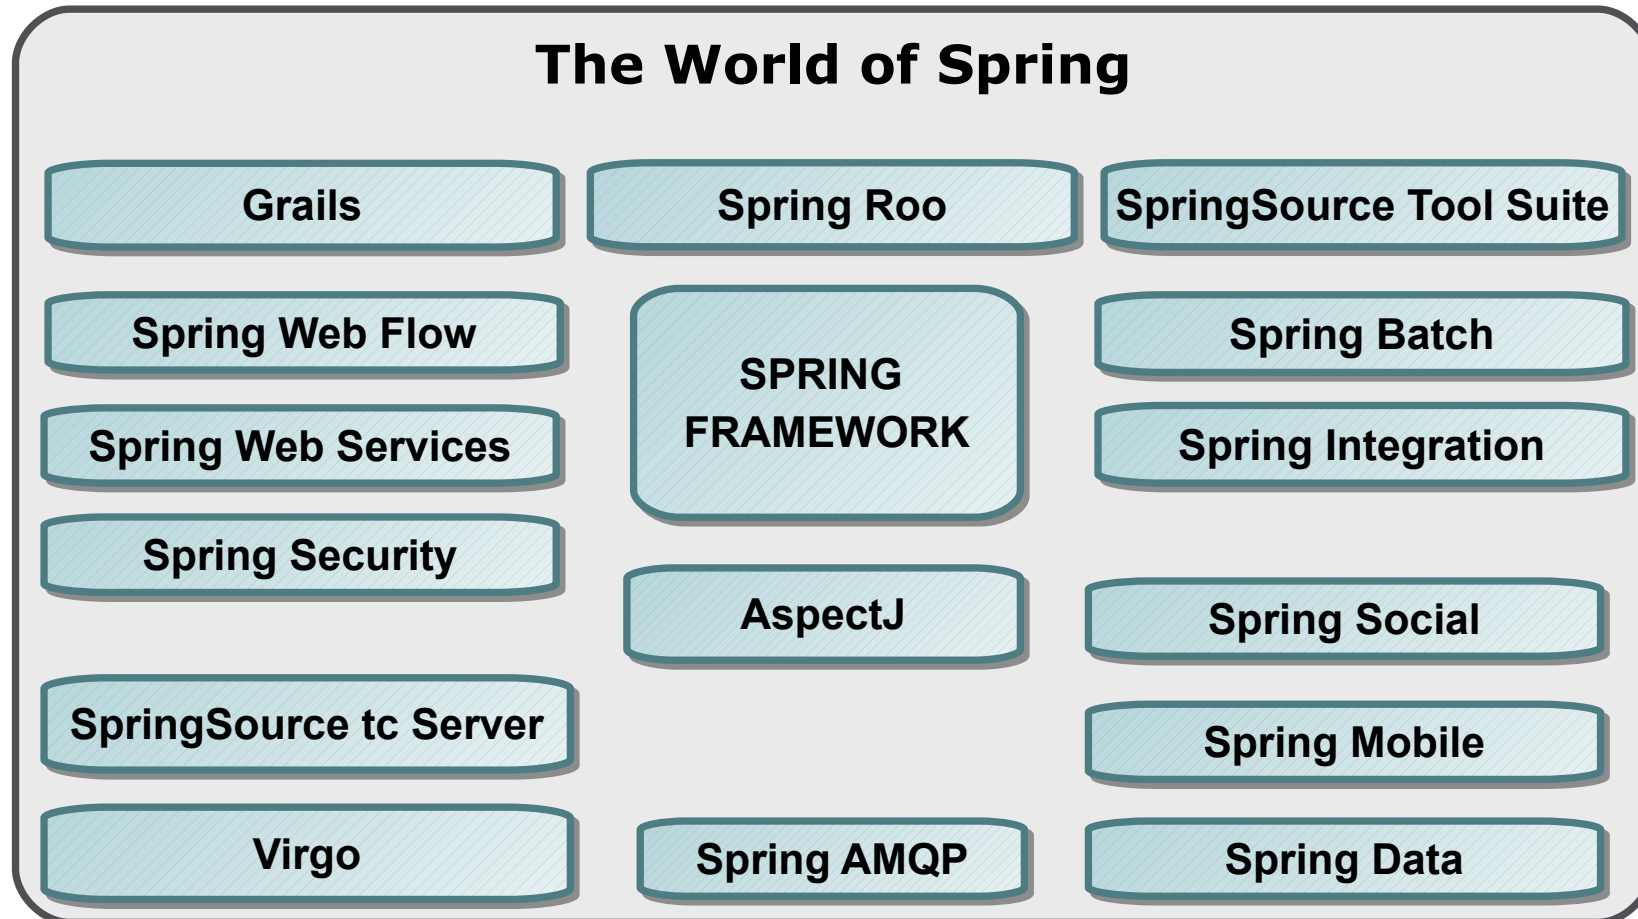 The World of Spring
Grails
Spring Roo
SpringSource Tool Suite
Spring Web Flow
SPRING
FRAMEWORK
Spring Batch
Spring Web Services
Spring Integration
Spring Security
AspectJ
Spring Social
SpringSource tc Server
Spring Mobile
Virgo
Spring AMQP
Spring Data